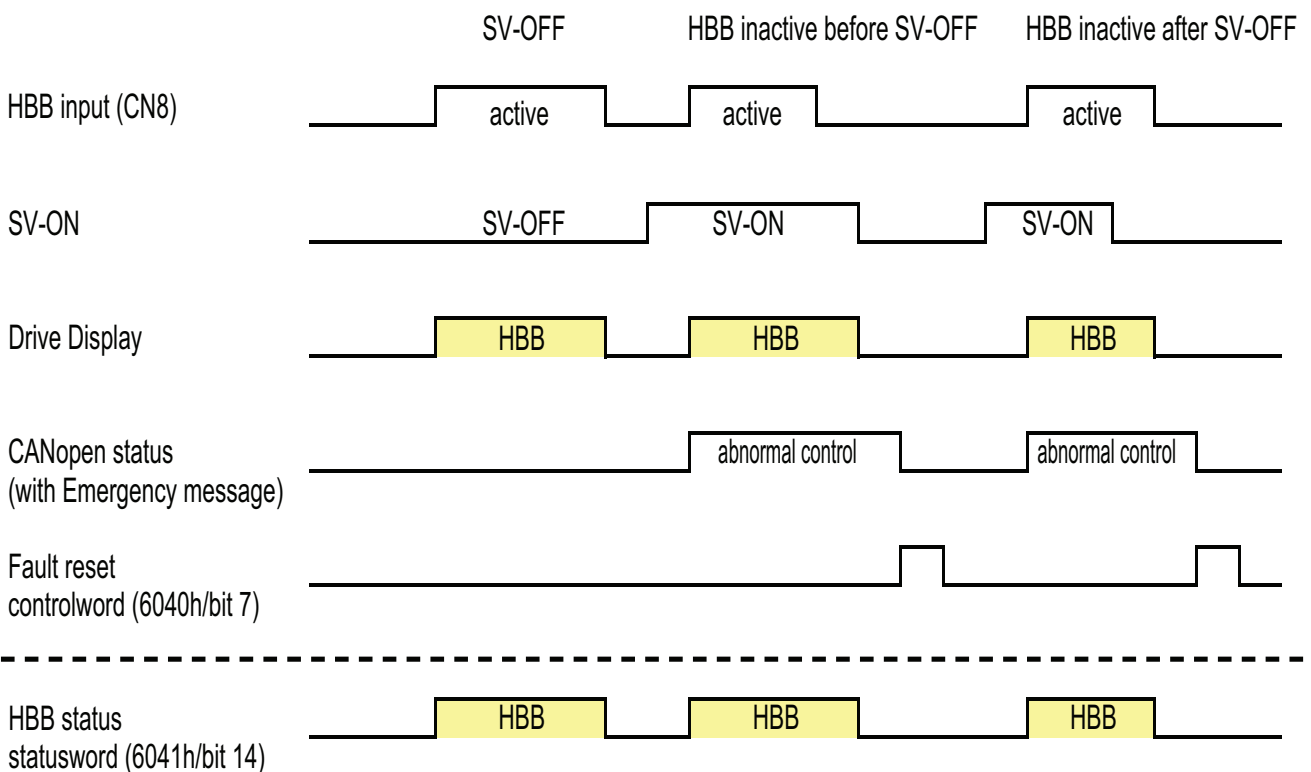 SV-OFF HBB inactive before SV-OFF HBB inactive after SV-OFF
HBB input (CN8) active active active
SV-ON SV-OFF SV-ON SV-ON
Drive Display HBB HBB HBB
CANopen status abnormal control abnormal control
(with Emergency message)
Fault reset
controlword (6040h/bit 7)
HBB status HBB HBB HBB
statusword (6041h/bit 14)